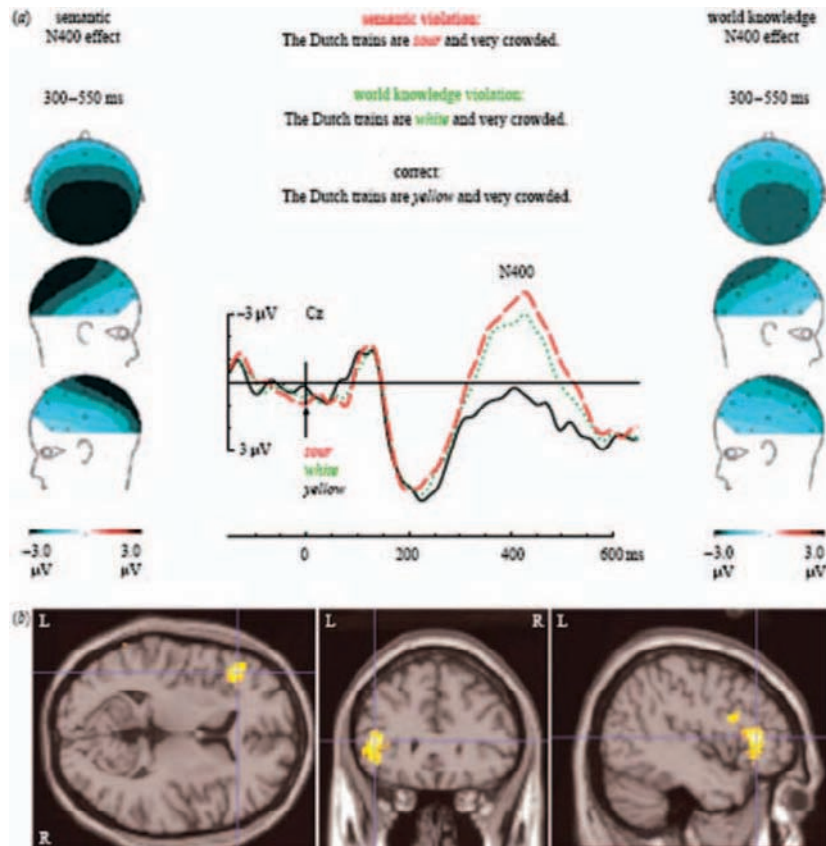 (a) semantic
N400 effect
300–550 ms
semantic violation:
The Dutch trains are sour and very crowded.
world knowledge violation:
The Dutch trains are white and very crowded.
correct:
The Dutch trains are yellow and very crowded.
world knowledge
N400 effect
300–550 ms
N400
–3 µV
Cz
3 µV
sour
white
yellow
0 200 400 600 ms
–3.0 3.0
µV µV
–3.0 3.0
µV µV
(b) L
R
L R
L